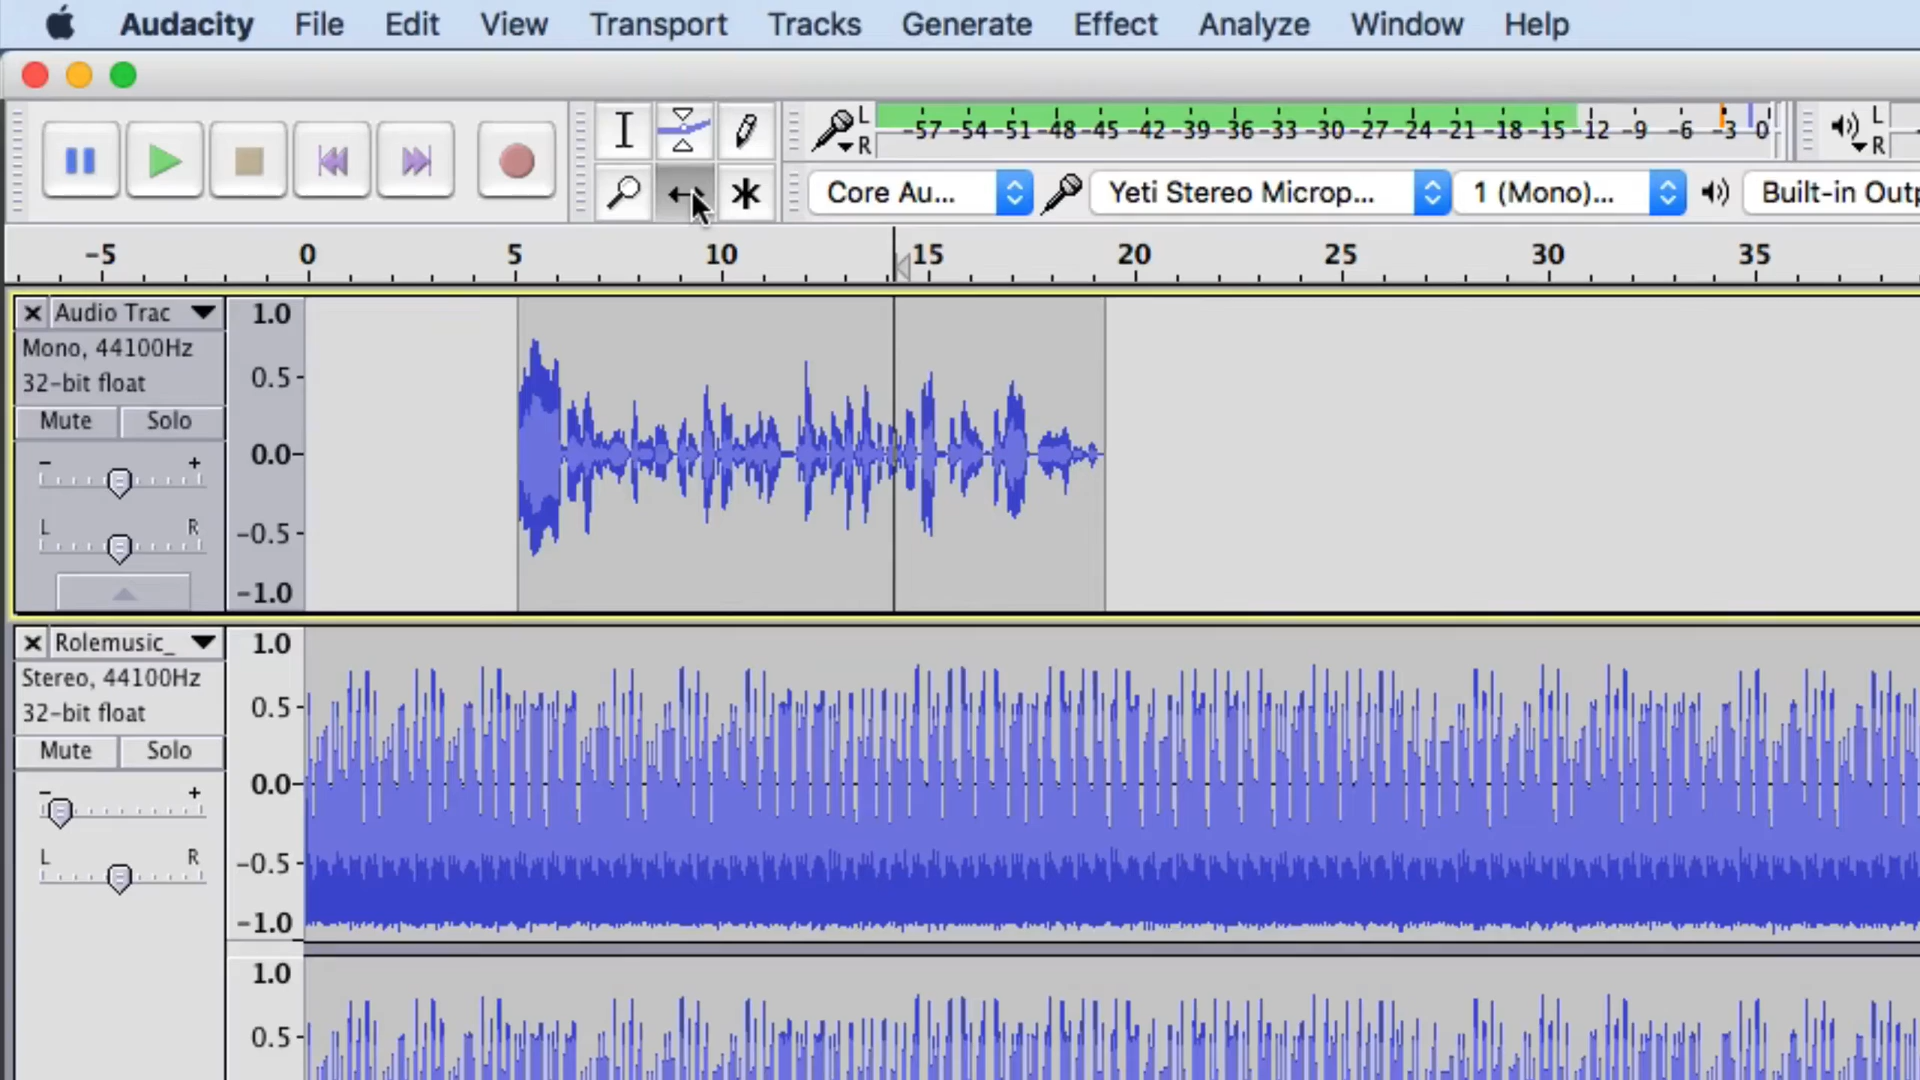 Audacity File Edit View Transport Tracks Generate Effect Analyze Window Help
L
R
-57 -54 -51 -48 -45 -42 -39 -36 -33 -30 -27 -24 -21 -18 -15 -12 -9 -6 -3 0
L
R
Core Au... Yeti Stereo Microp... 1 (Mono)... Built-in Outp
-5 0 5 10 15 20 25 30 35
× Audio Trac
Mono, 44100Hz
32-bit float
Mute Solo
- +
L R
1.0
0.5-
0.0-
-0.5-
-1.0
× Rolemusic_
Stereo, 44100Hz
32-bit float
Mute Solo
- +
L R
1.0
0.5-
0.0-
-0.5-
-1.0
1.0
0.5-